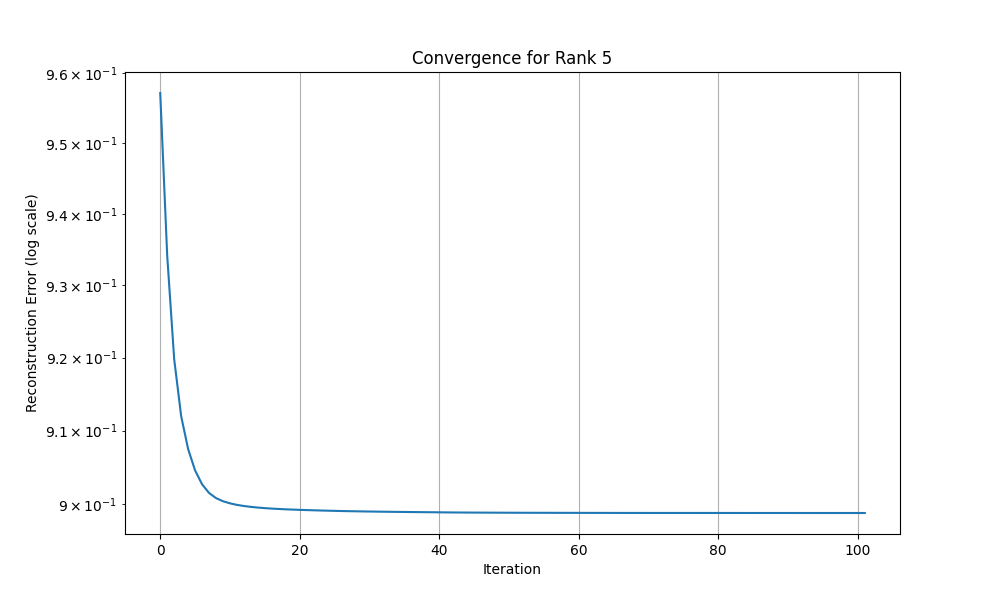 Convergence for Rank 5
Reconstruction Error (log scale)
9.6 × 10⁻¹
9.5 × 10⁻¹
9.4 × 10⁻¹
9.3 × 10⁻¹
9.2 × 10⁻¹
9.1 × 10⁻¹
9 × 10⁻¹
0 20 40 60 80 100
Iteration